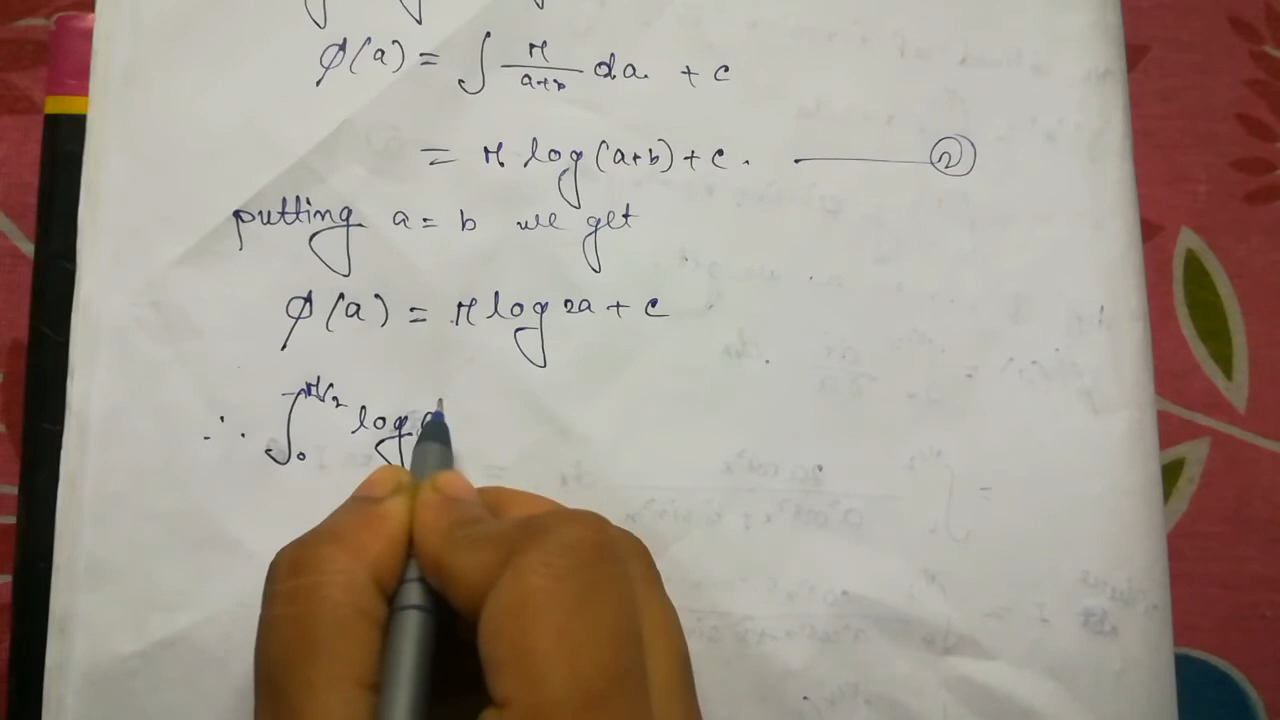 φ(a) = ∫ π/(a+b) da + c
= π log(a+b) + c. ——— ②
putting a = b we get
φ(a) = π log 2a + c
∴ ∫₀^π/2 log